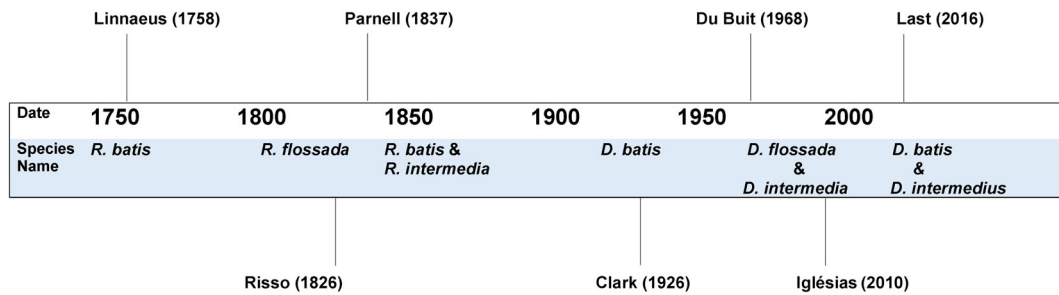 Linnaeus (1758) Parnell (1837) Du Buit (1968) Last (2016)
Date 1750 1800 1850 1900 1950 2000
Species Name R. batis R. flossada R. batis & R. intermedia D. batis D. flossada & D. intermedia D. batis & D. intermedius
Risso (1826) Clark (1926) Iglésias (2010)